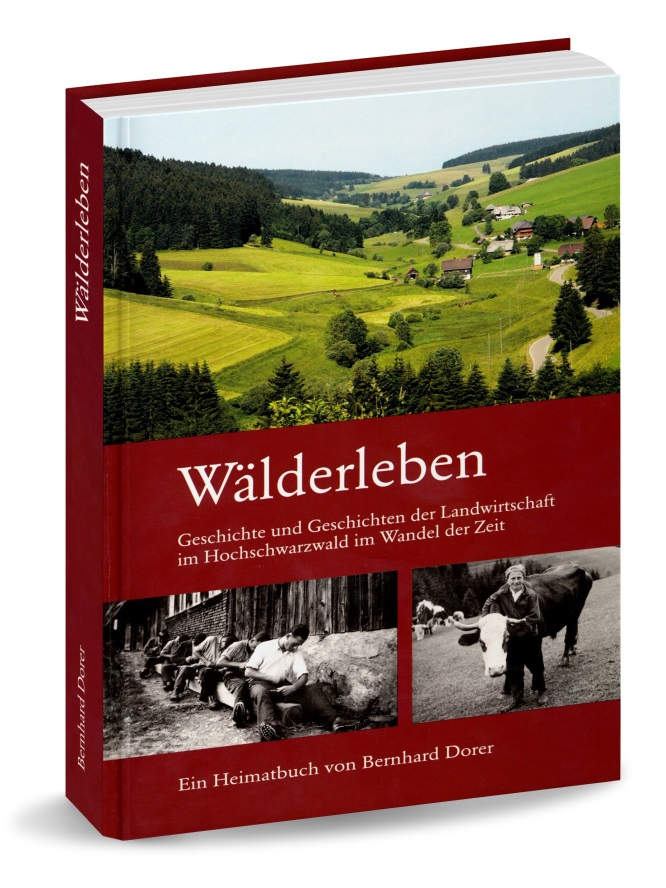 Wälderleben
Bernhard Dorer
Wälderleben
Geschichte und Geschichten der Landwirtschaft
im Hochschwarzwald im Wandel der Zeit
Ein Heimatbuch von Bernhard Dorer